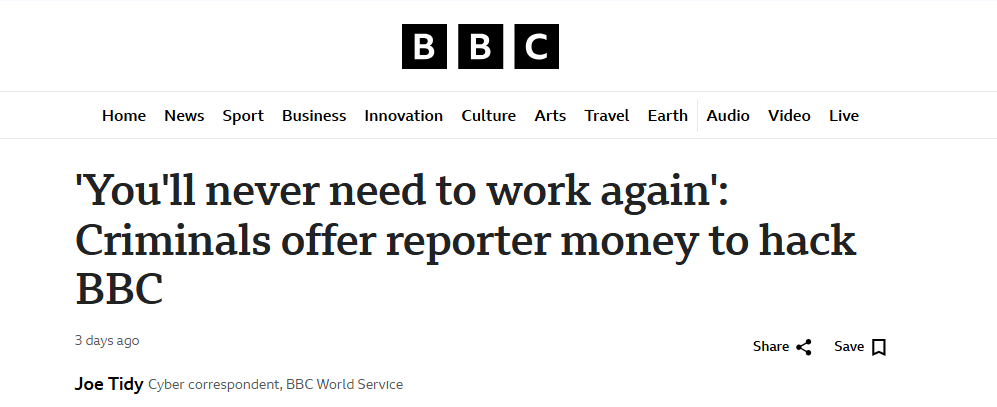 BBC
Home News Sport Business Innovation Culture Arts Travel Earth Audio Video Live
'You'll never need to work again':
Criminals offer reporter money to hack
BBC
3 days ago
Share Save
Joe Tidy Cyber correspondent, BBC World Service